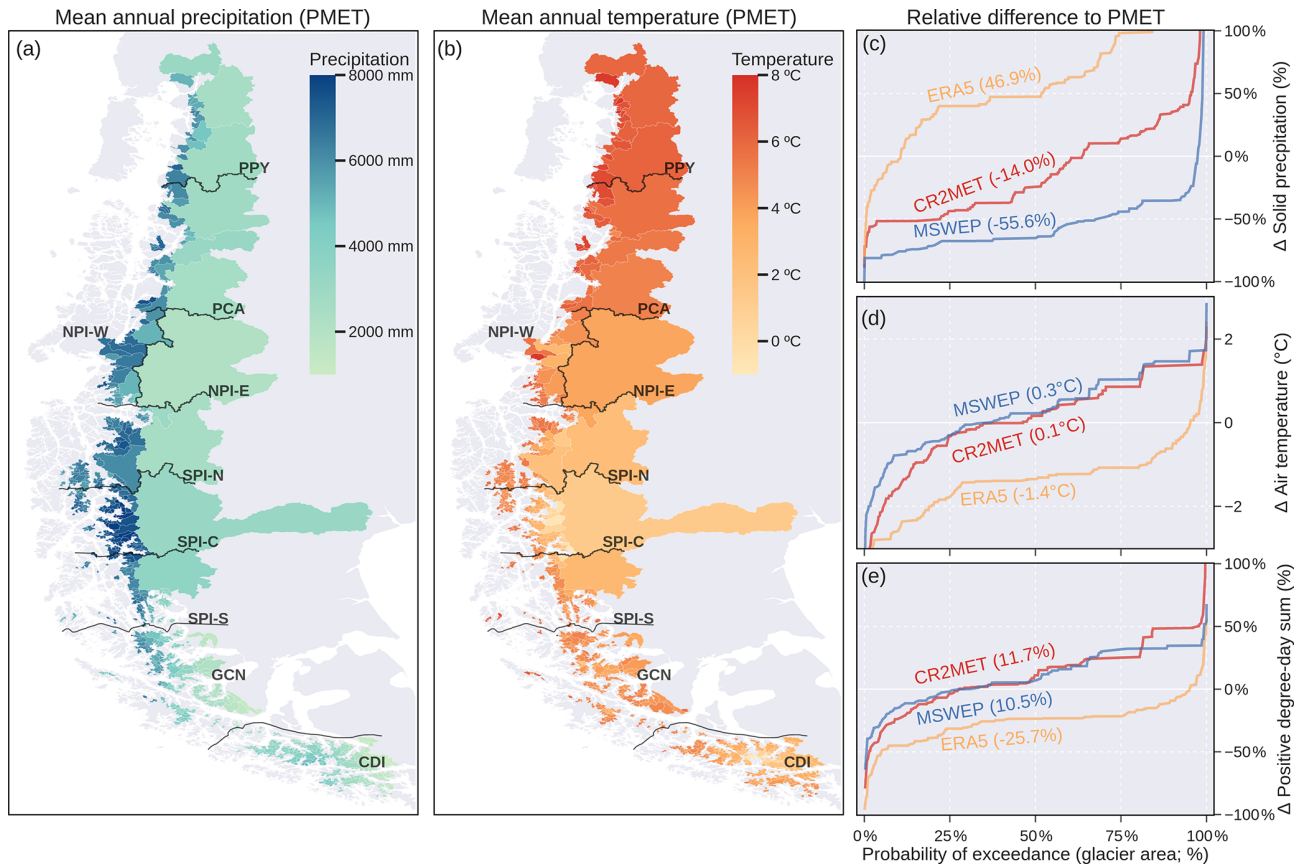 Mean annual precipitation (PMET)
(a)
Precipitation
8000 mm
6000 mm
4000 mm
2000 mm
PPY
PCA
NPI-W
NPI-E
SPI-N
SPI-C
SPI-S
GCN
CDI
Mean annual temperature (PMET)
(b)
Temperature
8 ºC
6 ºC
4 ºC
2 ºC
0 ºC
PPY
PCA
NPI-W
NPI-E
SPI-N
SPI-C
SPI-S
GCN
CDI
Relative difference to PMET
(c)
ERA5 (46.9%)
CR2MET (-14.0%)
MSWEP (-55.6%)
100%
50%
0%
−50%
−100%
Δ Solid precpitation (%)
(d)
MSWEP (0.3°C)
CR2MET (0.1°C)
ERA5 (-1.4°C)
2
0
−2
Δ Air temperature (°C)
(e)
CR2MET (11.7%)
MSWEP (10.5%)
ERA5 (-25.7%)
100%
50%
0%
−50%
−100%
Δ Positive degree-day sum (%)
0%
25%
50%
75%
100%
Probability of exceedance (glacier area; %)